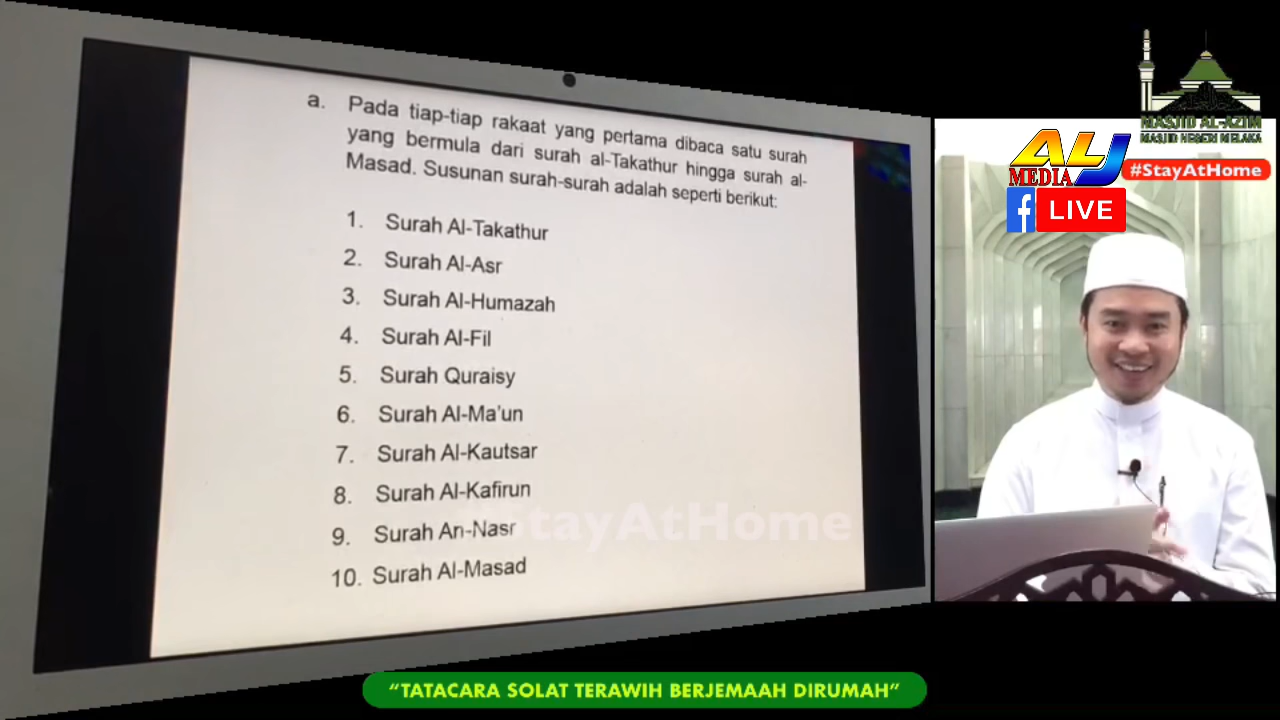 a. Pada tiap-tiap rakaat yang pertama dibaca satu surah
yang bermula dari surah al-Takathur hingga surah al-
Masad. Susunan surah-surah adalah seperti berikut:
1. Surah Al-Takathur
2. Surah Al-Asr
3. Surah Al-Humazah
4. Surah Al-Fil
5. Surah Quraisy
6. Surah Al-Ma'un
7. Surah Al-Kautsar
8. Surah Al-Kafirun
9. Surah An-Nasr
10. Surah Al-Masad
#StayAtHome
MASJID AL-AZIM
MASJID NEGERI MELAKA
ALJ
MEDIA
#StayAtHome
f LIVE
“TATACARA SOLAT TERAWIH BERJEMAAH DIRUMAH”